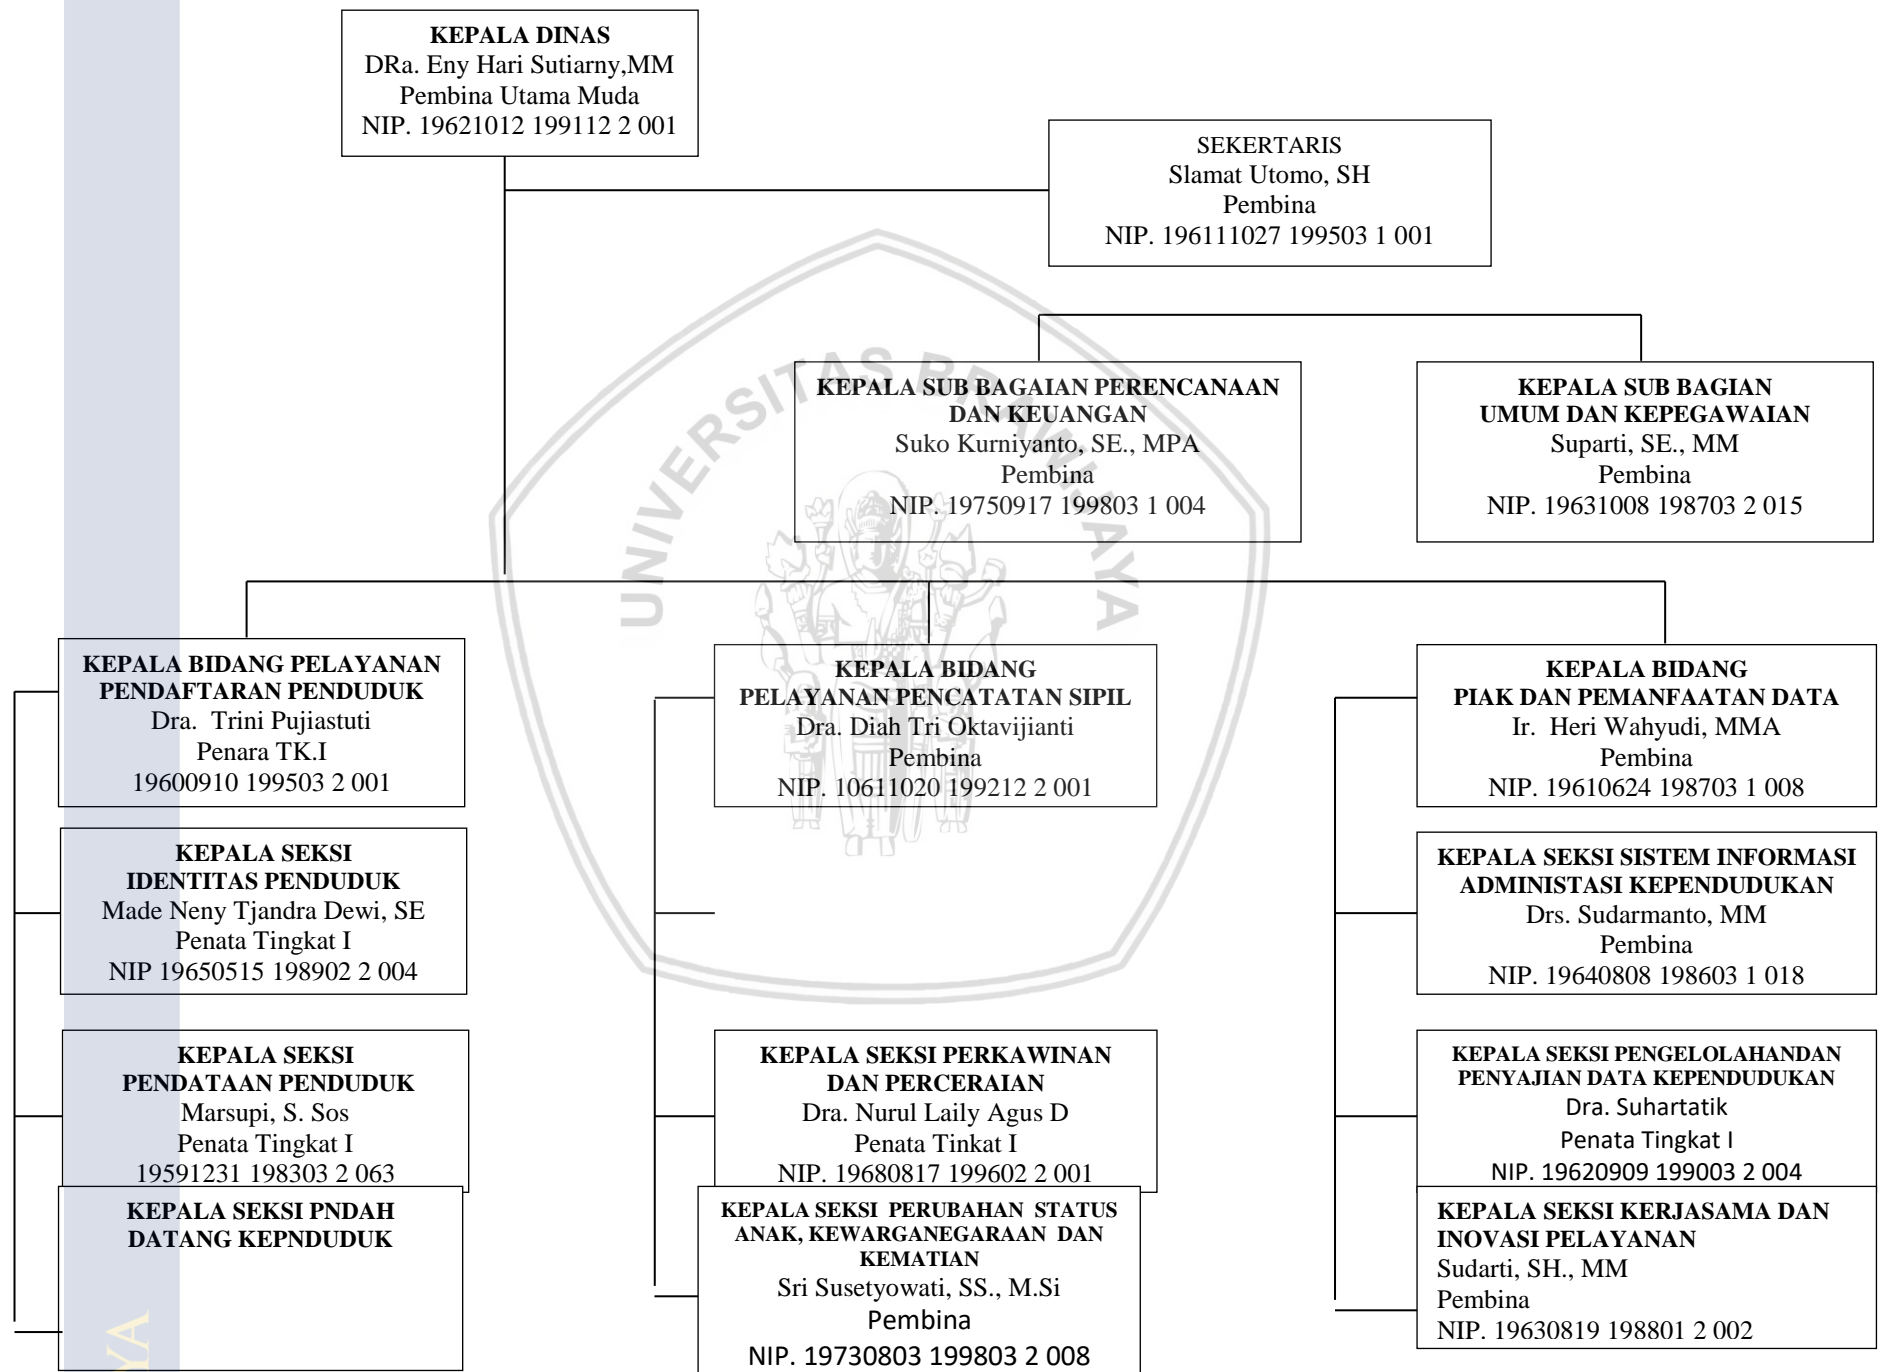 KEPALA DINAS
DRa. Eny Hari Sutiarny,MM
Pembina Utama Muda
NIP. 19621012 199112 2 001
SEKERTARIS
Slamat Utomo, SH
Pembina
NIP. 196111027 199503 1 001
KEPALA SUB BAGAIAN PERENCANAAN
DAN KEUANGAN
Suko Kurniyanto, SE., MPA
Pembina
NIP. 19750917 199803 1 004
KEPALA SUB BAGIAN
UMUM DAN KEPEGAWAIAN
Suparti, SE., MM
Pembina
NIP. 19631008 198703 2 015
UNIVERSITAS BRAWIJAYA
KEPALA BIDANG PELAYANAN
PENDAFTARAN PENDUDUK
Dra. Trini Pujiastuti
Penara TK.I
19600910 199503 2 001
KEPALA BIDANG
PELAYANAN PENCATATAN SIPIL
Dra. Diah Tri Oktavijianti
Pembina
NIP. 10611020 199212 2 001
KEPALA BIDANG
PIAK DAN PEMANFAATAN DATA
Ir. Heri Wahyudi, MMA
Pembina
NIP. 19610624 198703 1 008
KEPALA SEKSI
IDENTITAS PENDUDUK
Made Neny Tjandra Dewi, SE
Penata Tingkat I
NIP 19650515 198902 2 004
KEPALA SEKSI SISTEM INFORMASI
ADMINISTASI KEPENDUDUKAN
Drs. Sudarmanto, MM
Pembina
NIP. 19640808 198603 1 018
KEPALA SEKSI
PENDATAAN PENDUDUK
Marsupi, S. Sos
Penata Tingkat I
19591231 198303 2 063
KEPALA SEKSI PERKAWINAN
DAN PERCERAIAN
Dra. Nurul Laily Agus D
Penata Tinkat I
NIP. 19680817 199602 2 001
KEPALA SEKSI PENGELOLAHANDAN
PENYAJIAN DATA KEPENDUDUKAN
Dra. Suhartatik
Penata Tingkat I
NIP. 19620909 199003 2 004
KEPALA SEKSI PNDAH
DATANG KEPNDUDUK
KEPALA SEKSI PERUBAHAN STATUS
ANAK, KEWARGANEGARAAN DAN
KEMATIAN
Sri Susetyowati, SS., M.Si
Pembina
NIP. 19730803 199803 2 008
KEPALA SEKSI KERJASAMA DAN
INOVASI PELAYANAN
Sudarti, SH., MM
Pembina
NIP. 19630819 198801 2 002
YA